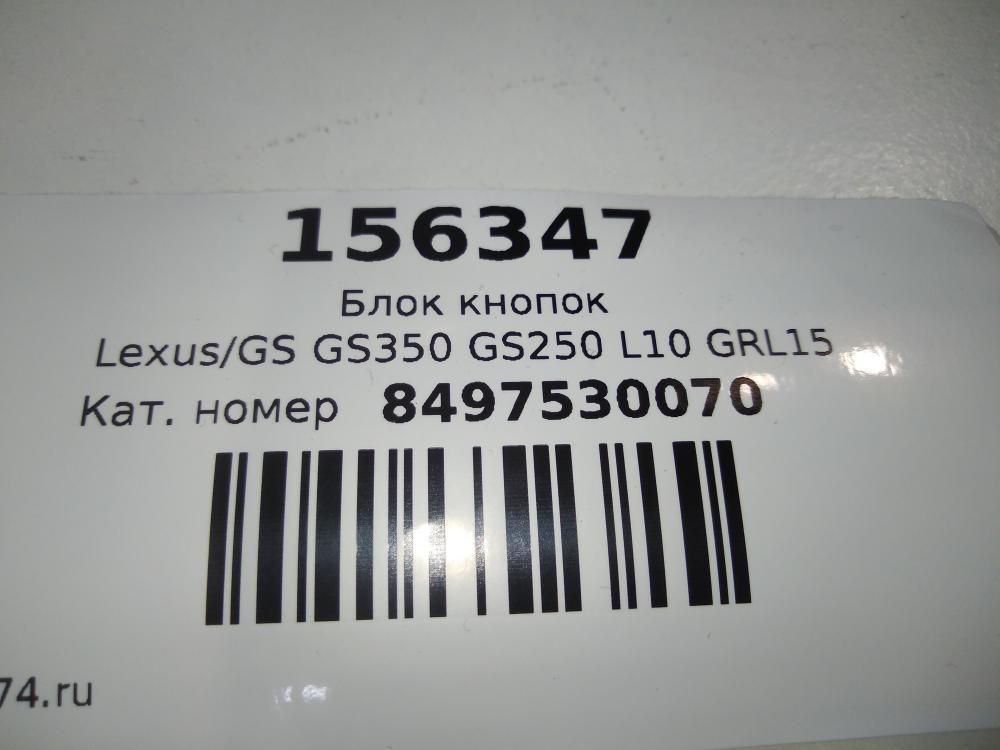 156347
Блок кнопок
Lexus/GS GS350 GS250 L10 GRL15
Кат. номер 8497530070
74.ru